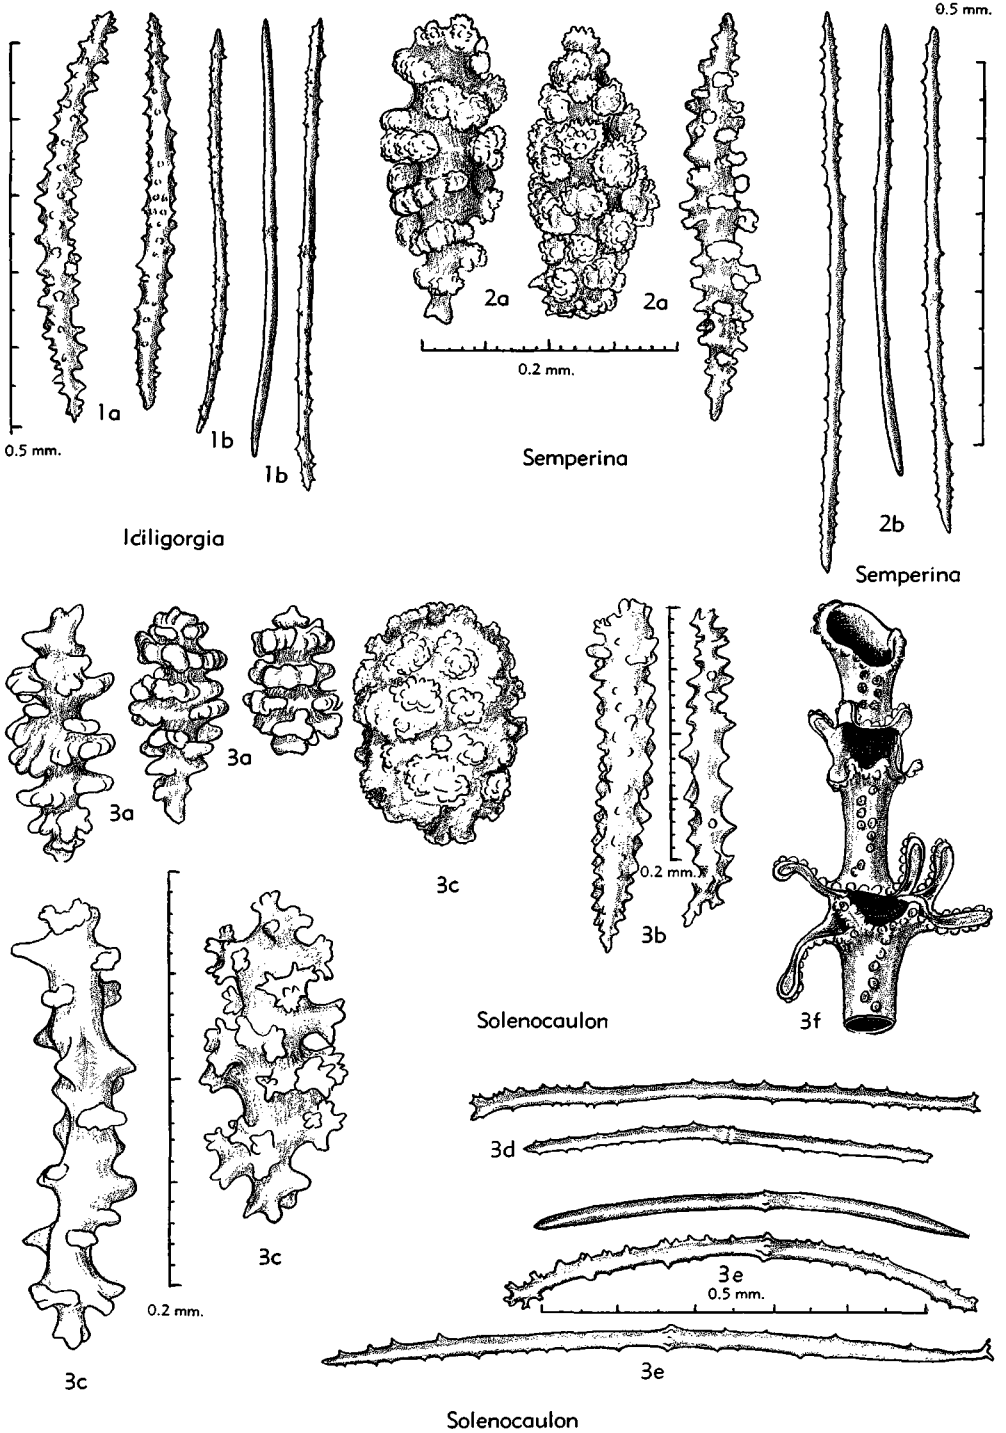 0.5 mm.
1a
1b
1b
0.5 mm.
2a
2a
0.2 mm.
Semperina
2b
Iciligorgia
Semperina
3a
3a
3c
0.2 mm.
3b
3f
Solenocaulon
3d
3c
0.2 mm.
3c
3e
0.5 mm.
3e
Solenocaulon